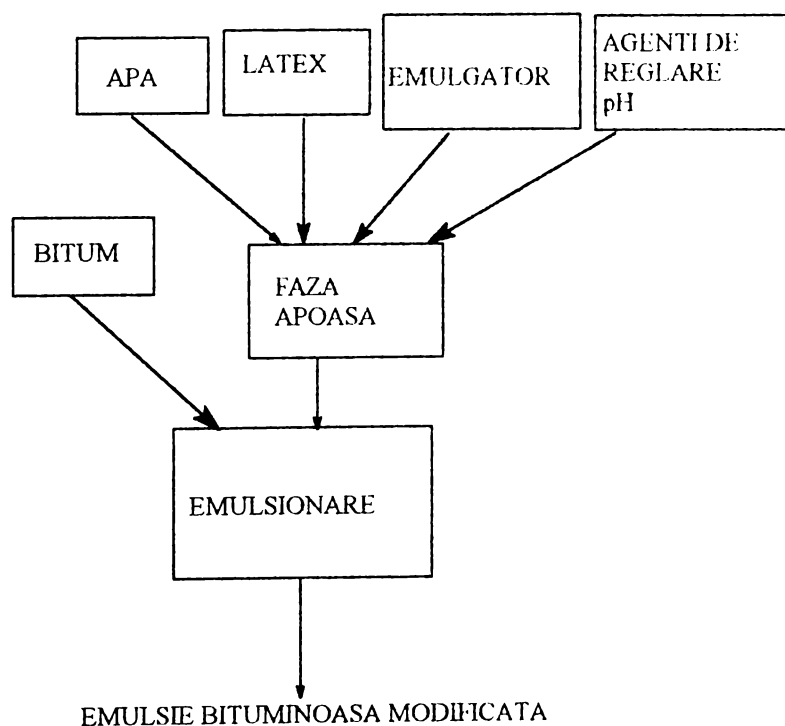 APA
LATEX
EMULGATOR
AGENTI DE
REGLARE
pH
BITUM
FAZA
APOASA
EMULSIONARE
EMULSIE BITUMINOASA MODIFICATA